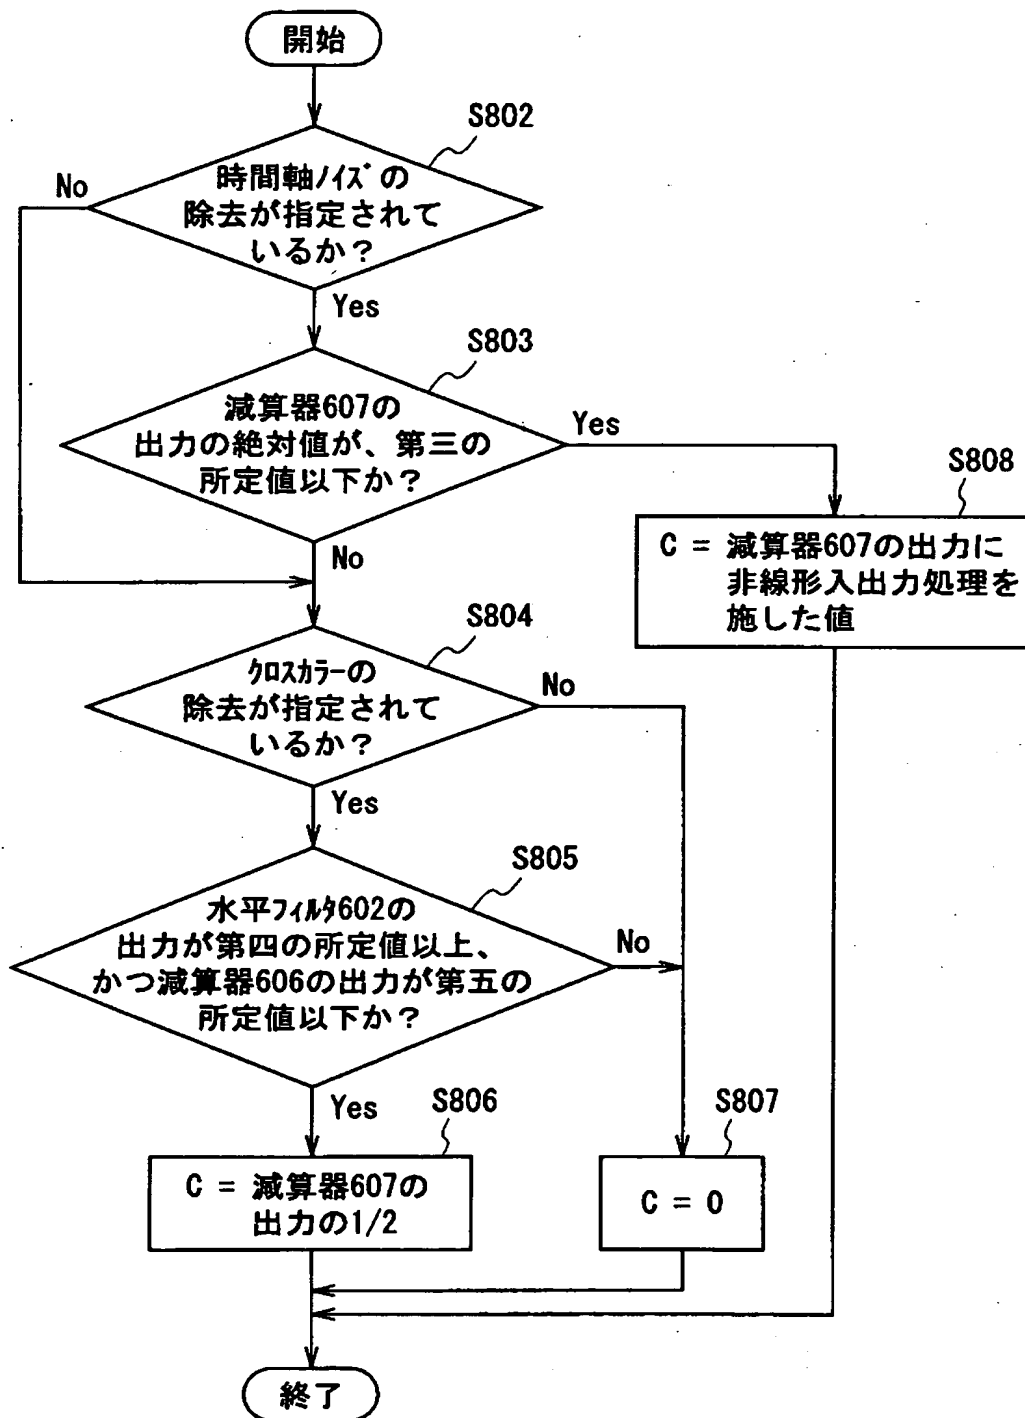 開始
S802
時間軸ノイズの
除去が指定されて
いるか？
No
Yes
S803
減算器607の
出力の絶対値が、第三の
所定値以下か？
Yes
No
S808
C = 減算器607の出力に
非線形入出力処理を
施した値
S804
クロスカラーの
除去が指定されて
いるか？
No
Yes
S805
水平フィルタ602の
出力が第四の所定値以上、
かつ減算器606の出力が第五の
所定値以下か？
No
Yes
S806
C = 減算器607の
出力の1/2
S807
C = 0
終了